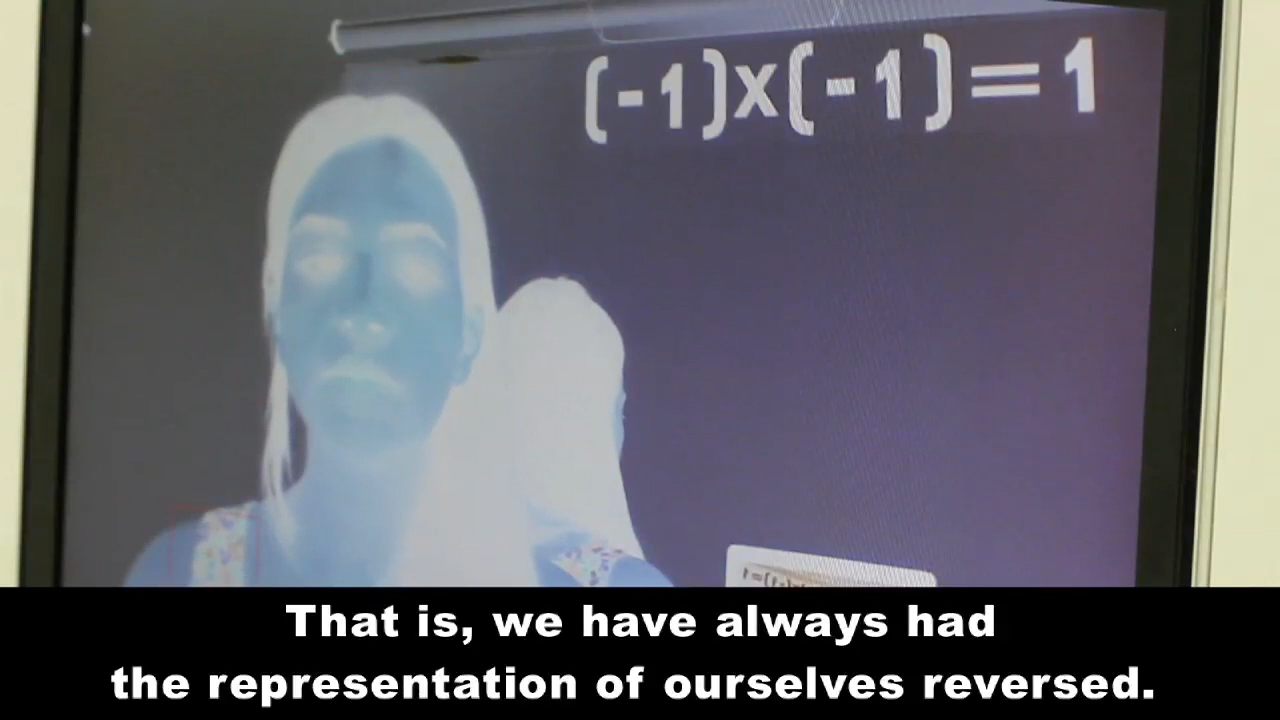 (-1)x(-1)=1
That is, we have always had
the representation of ourselves reversed.